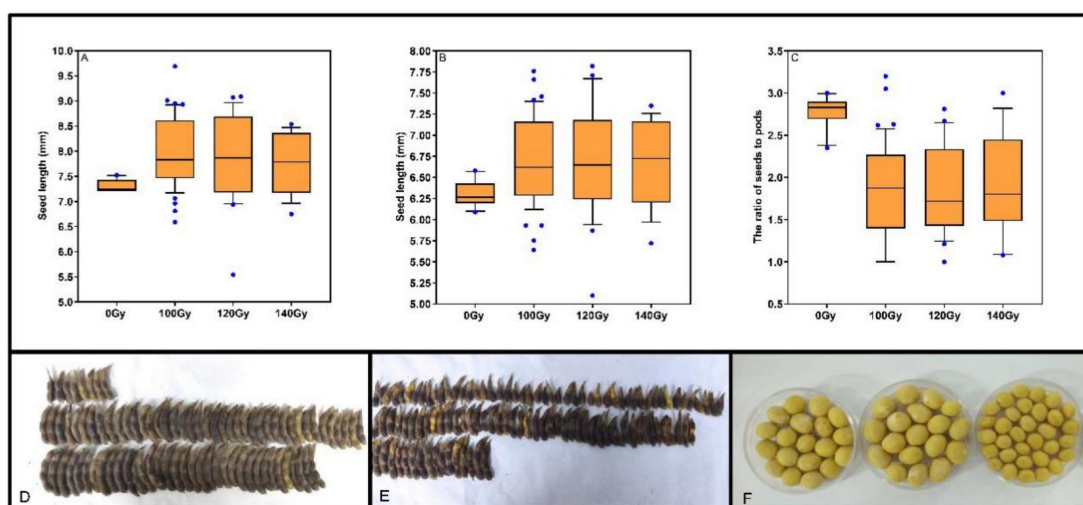 A
Seed length (mm)
10.0
9.5
9.0
8.5
8.0
7.5
7.0
6.5
6.0
5.5
5.0
0Gy 100Gy 120Gy 140Gy
B
Seed length (mm)
8.00
7.75
7.50
7.25
7.00
6.75
6.50
6.25
6.00
5.75
5.50
5.25
5.00
0Gy 100Gy 120Gy 140Gy
C
The ratio of seeds to pods
3.5
3.0
2.5
2.0
1.5
1.0
0.5
0Gy 100Gy 120Gy 140Gy
D
E
F